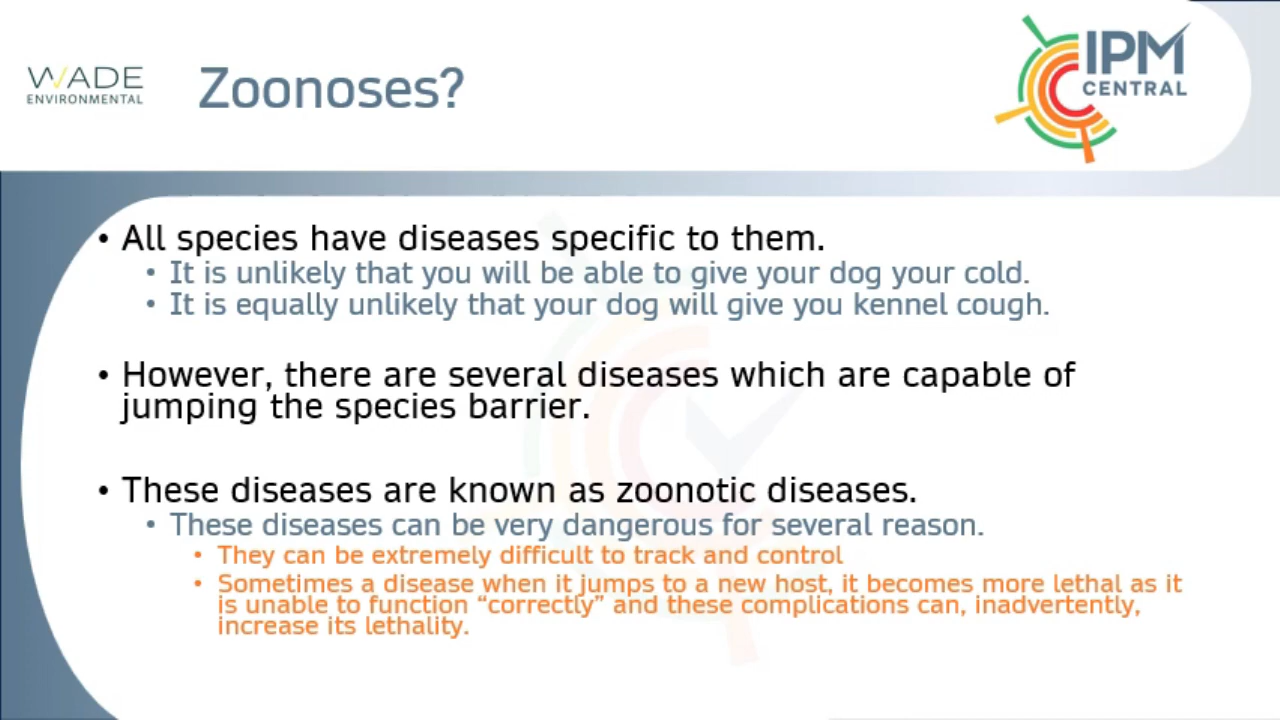 WADE
ENVIRONMENTAL
Zoonoses?
IPM
CENTRAL
• All species have diseases specific to them.
• It is unlikely that you will be able to give your dog your cold.
• It is equally unlikely that your dog will give you kennel cough.
• However, there are several diseases which are capable of
jumping the species barrier.
• These diseases are known as zoonotic diseases.
• These diseases can be very dangerous for several reason.
• They can be extremely difficult to track and control
• Sometimes a disease when it jumps to a new host, it becomes more lethal as it
is unable to function “correctly” and these complications can, inadvertently,
increase its lethality.